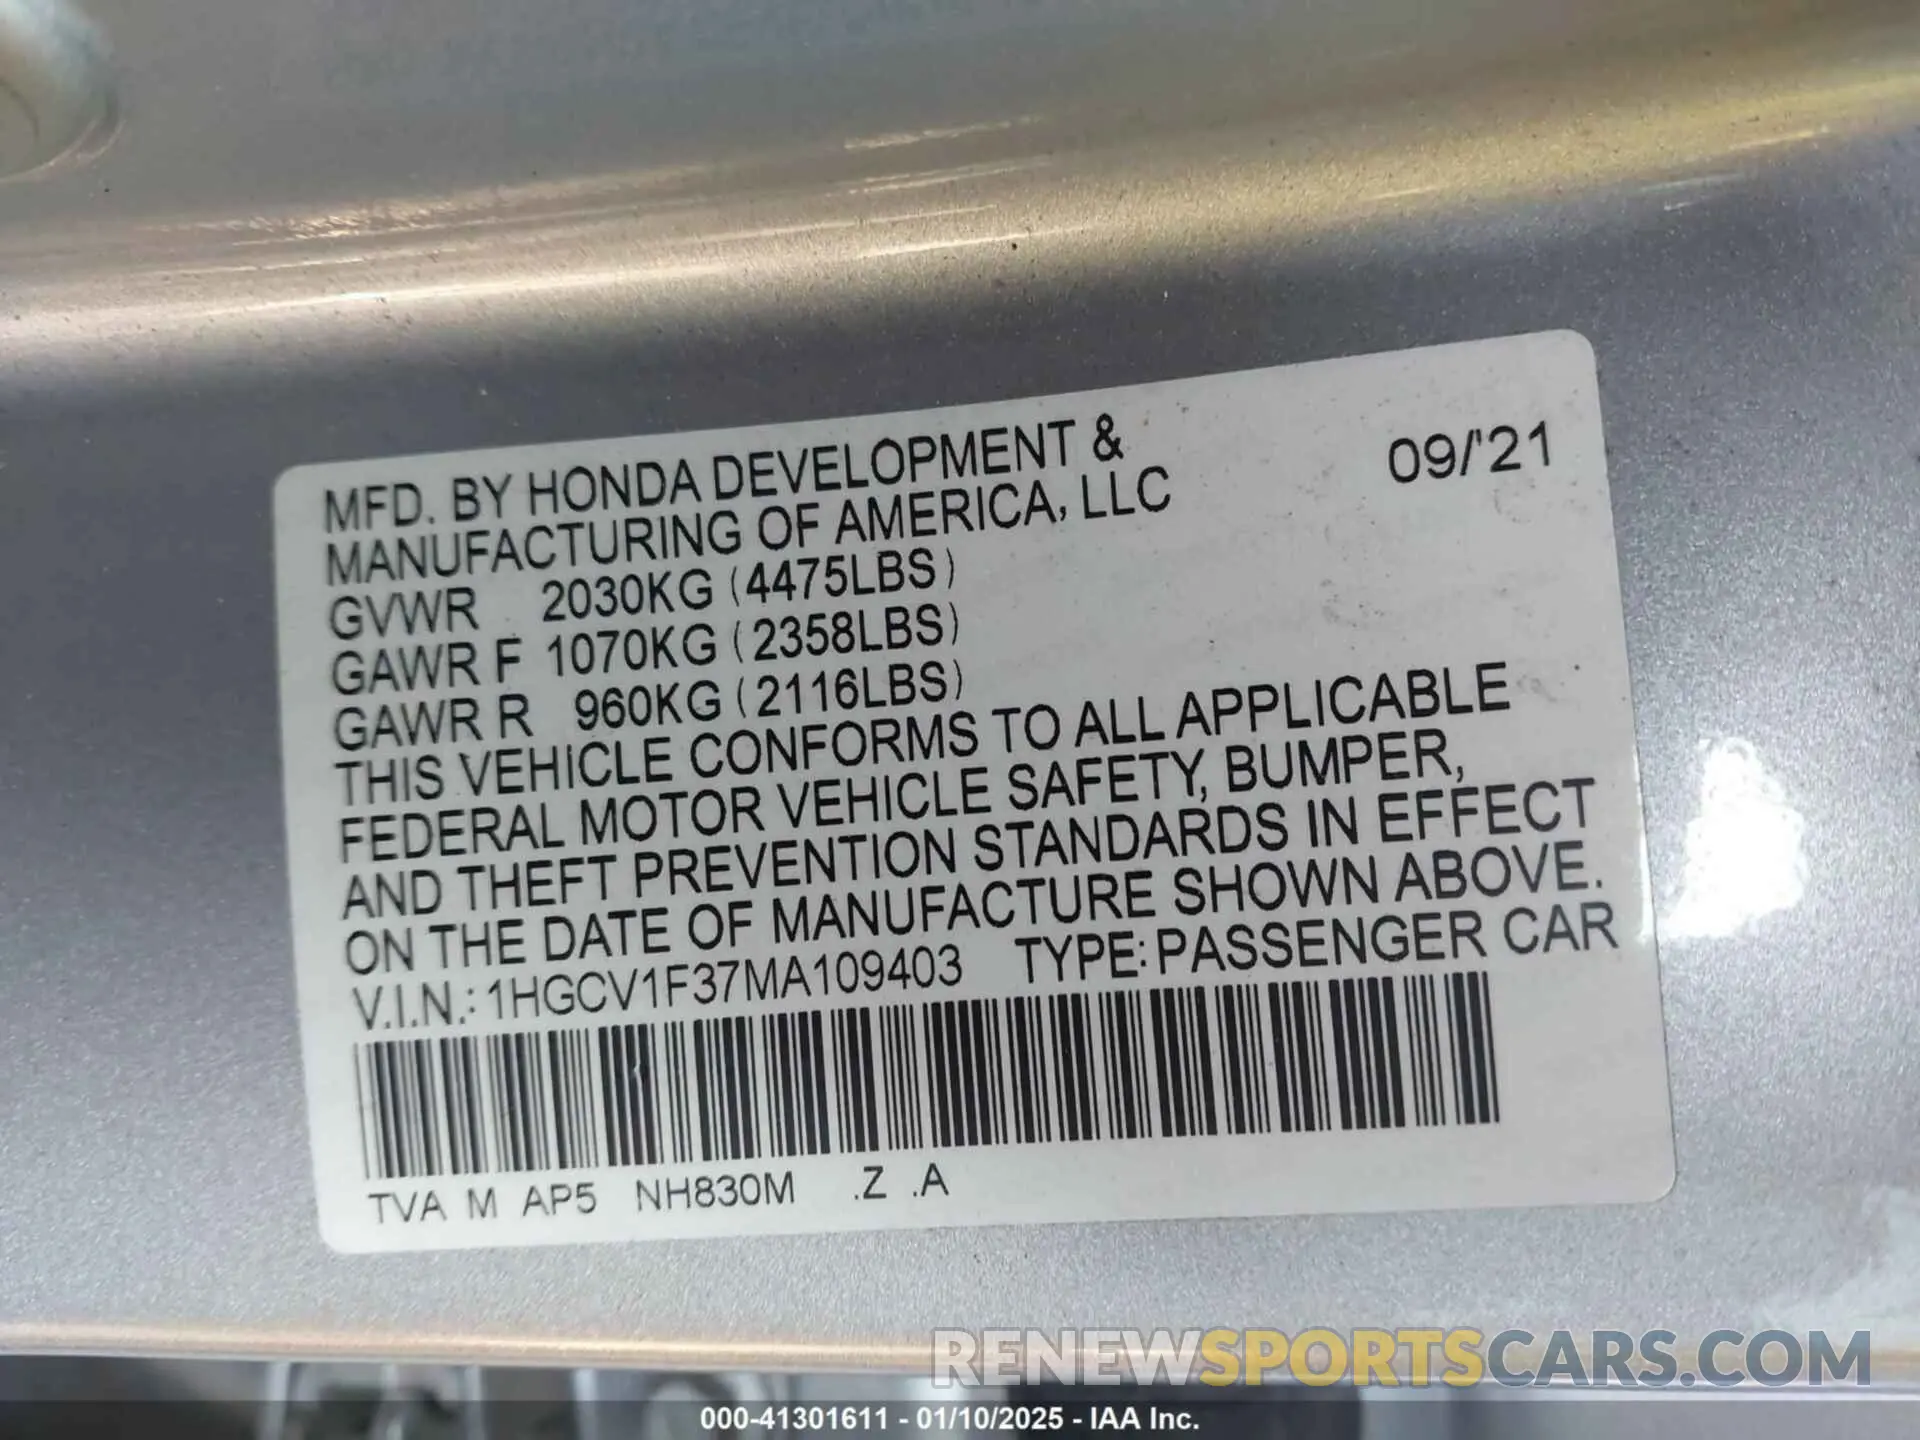 MFD. BY HONDA DEVELOPMENT & 09/'21
MANUFACTURING OF AMERICA, LLC
GVWR 2030KG (4475LBS)
GAWR F 1070KG (2358LBS)
GAWR R 960KG (2116LBS)
THIS VEHICLE CONFORMS TO ALL APPLICABLE
FEDERAL MOTOR VEHICLE SAFETY, BUMPER,
AND THEFT PREVENTION STANDARDS IN EFFECT
ON THE DATE OF MANUFACTURE SHOWN ABOVE.
V.I.N.: 1HGCV1F37MA109403 TYPE: PASSENGER CAR
TVA M AP5 NH830M .Z .A
RENEWSPORTSCARS.COM
000-41301611 - 01/10/2025 - IAA Inc.